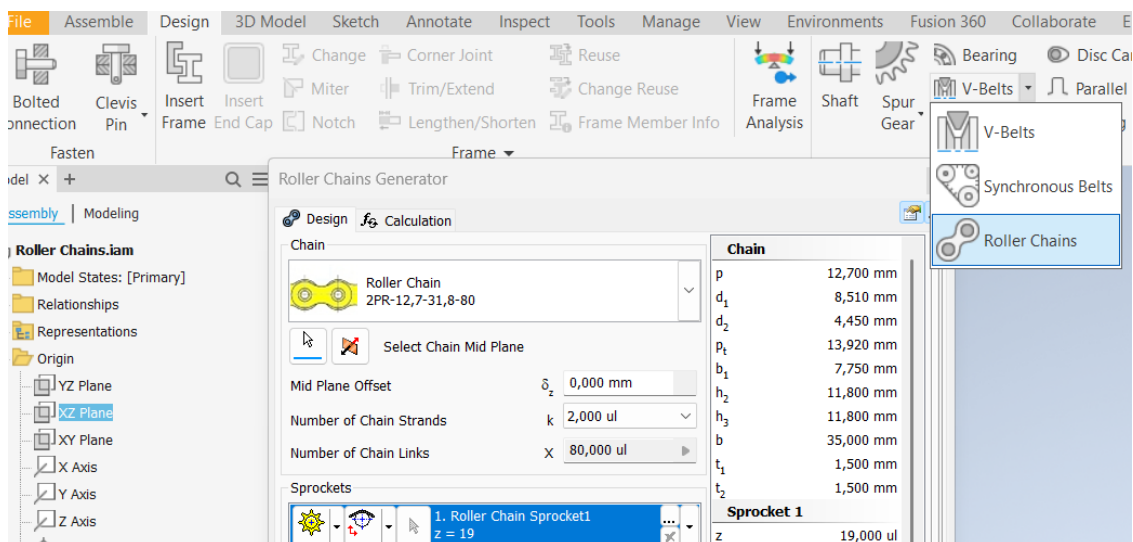 File Assemble Design 3D Model Sketch Annotate Inspect Tools Manage View Environments Fusion 360 Collaborate E
Bolted
onnection
Clevis
Pin
Insert
Frame
Insert
End Cap
Change
Corner Joint
Reuse
Miter
Trim/Extend
Change Reuse
Notch
Lengthen/Shorten
Frame Member Info
Frame
Analysis
Shaft
Spur
Gear
Bearing
Disc Ca
V-Belts
Parallel
Fasten
Frame
V-Belts
Synchronous Belts
Roller Chains
odel × +
ssembly | Modeling
Roller Chains.iam
Model States: [Primary]
Relationships
Representations
Origin
YZ Plane
XZ Plane
XY Plane
X Axis
Y Axis
Z Axis
Roller Chains Generator
Design
Calculation
Chain
Roller Chain
2PR-12,7-31,8-80
Select Chain Mid Plane
Mid Plane Offset δz 0,000 mm
Number of Chain Strands k 2,000 ul
Number of Chain Links X 80,000 ul
Sprockets
1. Roller Chain Sprocket1
z = 19
...
Chain
p 12,700 mm
d1 8,510 mm
d2 4,450 mm
pt 13,920 mm
b1 7,750 mm
h2 11,800 mm
h3 11,800 mm
b 35,000 mm
t1 1,500 mm
t2 1,500 mm
Sprocket 1
z 19,000 ul